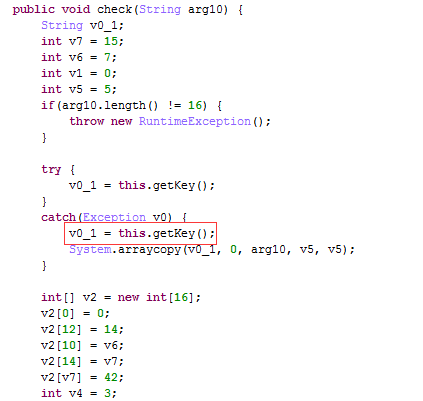 public void check(String arg10) {
String v0_1;
int v7 = 15;
int v6 = 7;
int v1 = 0;
int v5 = 5;
if(arg10.length() != 16) {
throw new RuntimeException();
}
try {
v0_1 = this.getKey();
}
catch(Exception v0) {
v0_1 = this.getKey();
System.arraycopy(v0_1, 0, arg10, v5, v5);
}
int[] v2 = new int[16];
v2[0] = 0;
v2[12] = 14;
v2[10] = v6;
v2[14] = v7;
v2[v7] = 42;
int v4 = 3;